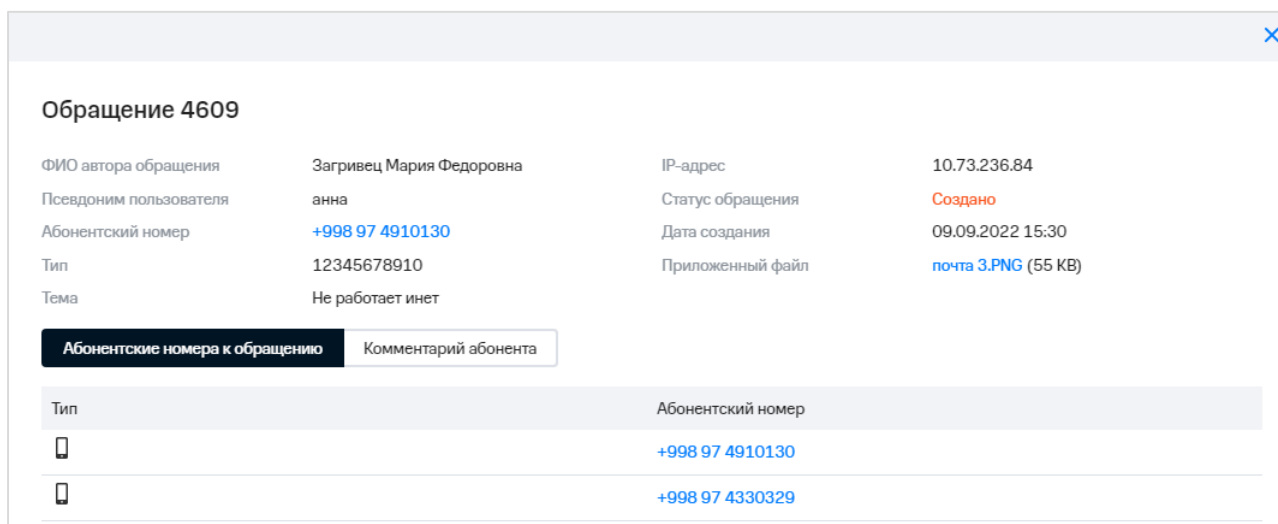 Обращение 4609
ФИО автора обращения Загривец Мария Федоровна IP-адрес 10.73.236.84
Псевдоним пользователя анна Статус обращения Создано
Абонентский номер +998 97 4910130 Дата создания 09.09.2022 15:30
Тип 12345678910 Приложенный файл почта 3.PNG (55 KB)
Тема Не работает инет
Абонентские номера к обращению Комментарий абонента
Тип Абонентский номер
+998 97 4910130
+998 97 4330329